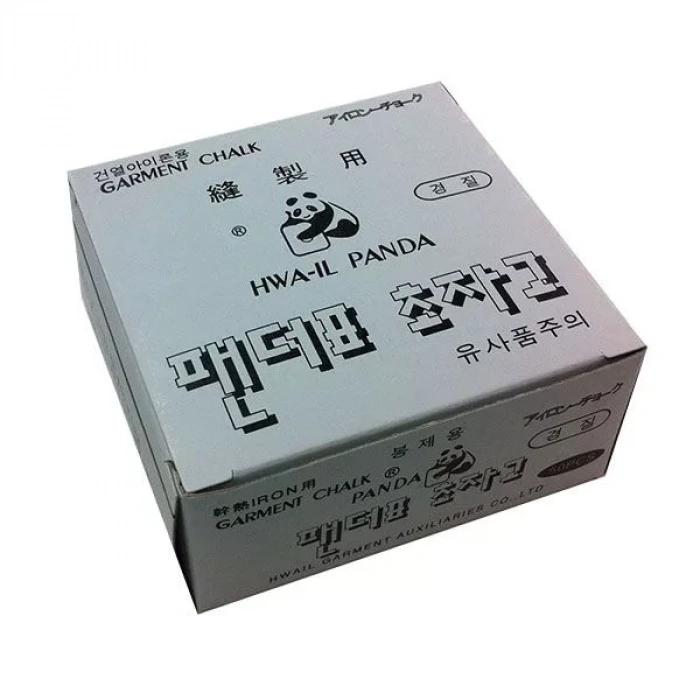 건열아이론용
GARMENT CHALK
アイロンーチョーク
縫製用
경질
®
HWA-IL PANDA
팬더표 초자고
유사품주의
봉제용
アイロンーチョーク
경질
幹熱IRON用
GARMENT CHALK ®
PANDA
50PCS
팬더표 초자고
HWAIL GARMENT AUXILIARIES CO., LTD